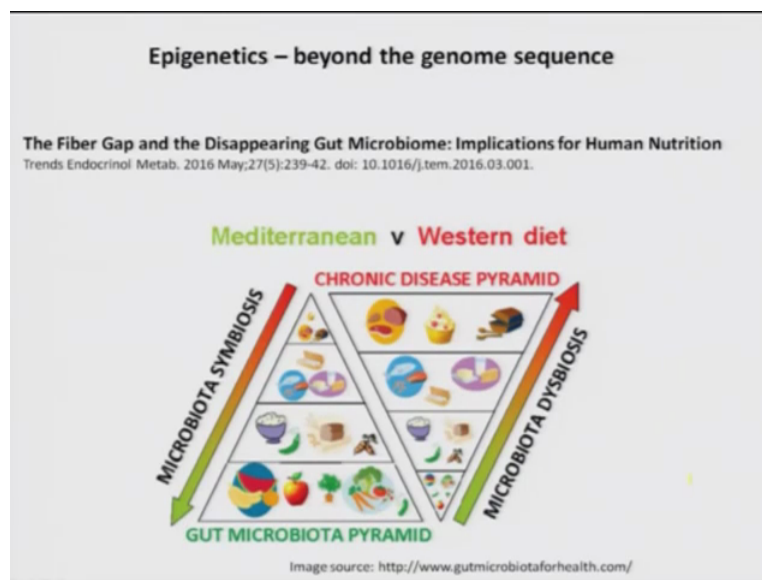 Epigenetics – beyond the genome sequence
The Fiber Gap and the Disappearing Gut Microbiome: Implications for Human Nutrition
Trends Endocrinol Metab. 2016 May;27(5):239-42. doi: 10.1016/j.tem.2016.03.001.
Mediterranean v Western diet
CHRONIC DISEASE PYRAMID
MICROBIOTA SYMBIOSIS
MICROBIOTA DYSBIOSIS
GUT MICROBIOTA PYRAMID
Image source: http://www.gutmicrobiotaforhealth.com/